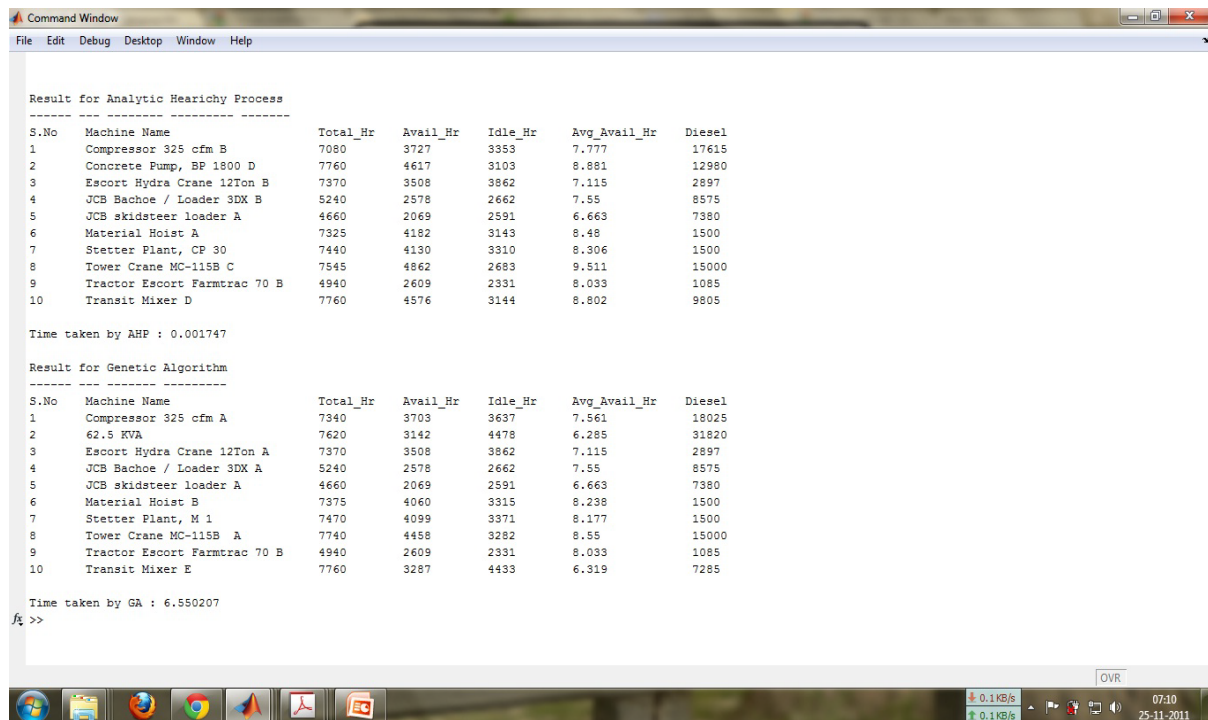 Command Window
File Edit Debug Desktop Window Help
Result for Analytic Hearichy Process
------ --- -------- --------- -------
S.No Machine Name Total_Hr Avail_Hr Idle_Hr Avg_Avail_Hr Diesel
1 Compressor 325 cfm B 7080 3727 3353 7.777 17615
2 Concrete Pump, BP 1800 D 7760 4617 3103 8.881 12980
3 Escort Hydra Crane 12Ton B 7370 3508 3862 7.115 2897
4 JCB Bachoe / Loader 3DX B 5240 2578 2662 7.55 8575
5 JCB skidsteer loader A 4660 2069 2591 6.663 7380
6 Material Hoist A 7325 4182 3143 8.48 1500
7 Stetter Plant, CP 30 7440 4130 3310 8.306 1500
8 Tower Crane MC-115B C 7545 4862 2683 9.511 15000
9 Tractor Escort Farmtrac 70 B 4940 2609 2331 8.033 1085
10 Transit Mixer D 7760 4576 3144 8.802 9805
Time taken by AHP : 0.001747
Result for Genetic Algorithm
------ --- ------- ---------
S.No Machine Name Total_Hr Avail_Hr Idle_Hr Avg_Avail_Hr Diesel
1 Compressor 325 cfm A 7340 3703 3637 7.561 18025
2 62.5 KVA 7620 3142 4478 6.285 31820
3 Escort Hydra Crane 12Ton A 7370 3508 3862 7.115 2897
4 JCB Bachoe / Loader 3DX A 5240 2578 2662 7.55 8575
5 JCB skidsteer loader A 4660 2069 2591 6.663 7380
6 Material Hoist B 7375 4060 3315 8.238 1500
7 Stetter Plant, M 1 7470 4099 3371 8.177 1500
8 Tower Crane MC-115B A 7740 4458 3282 8.55 15000
9 Tractor Escort Farmtrac 70 B 4940 2609 2331 8.033 1085
10 Transit Mixer E 7760 3287 4433 6.319 7285
Time taken by GA : 6.550207
fx >>
OVR
0.1 KB/s
0.1 KB/s
07:10
25-11-2011